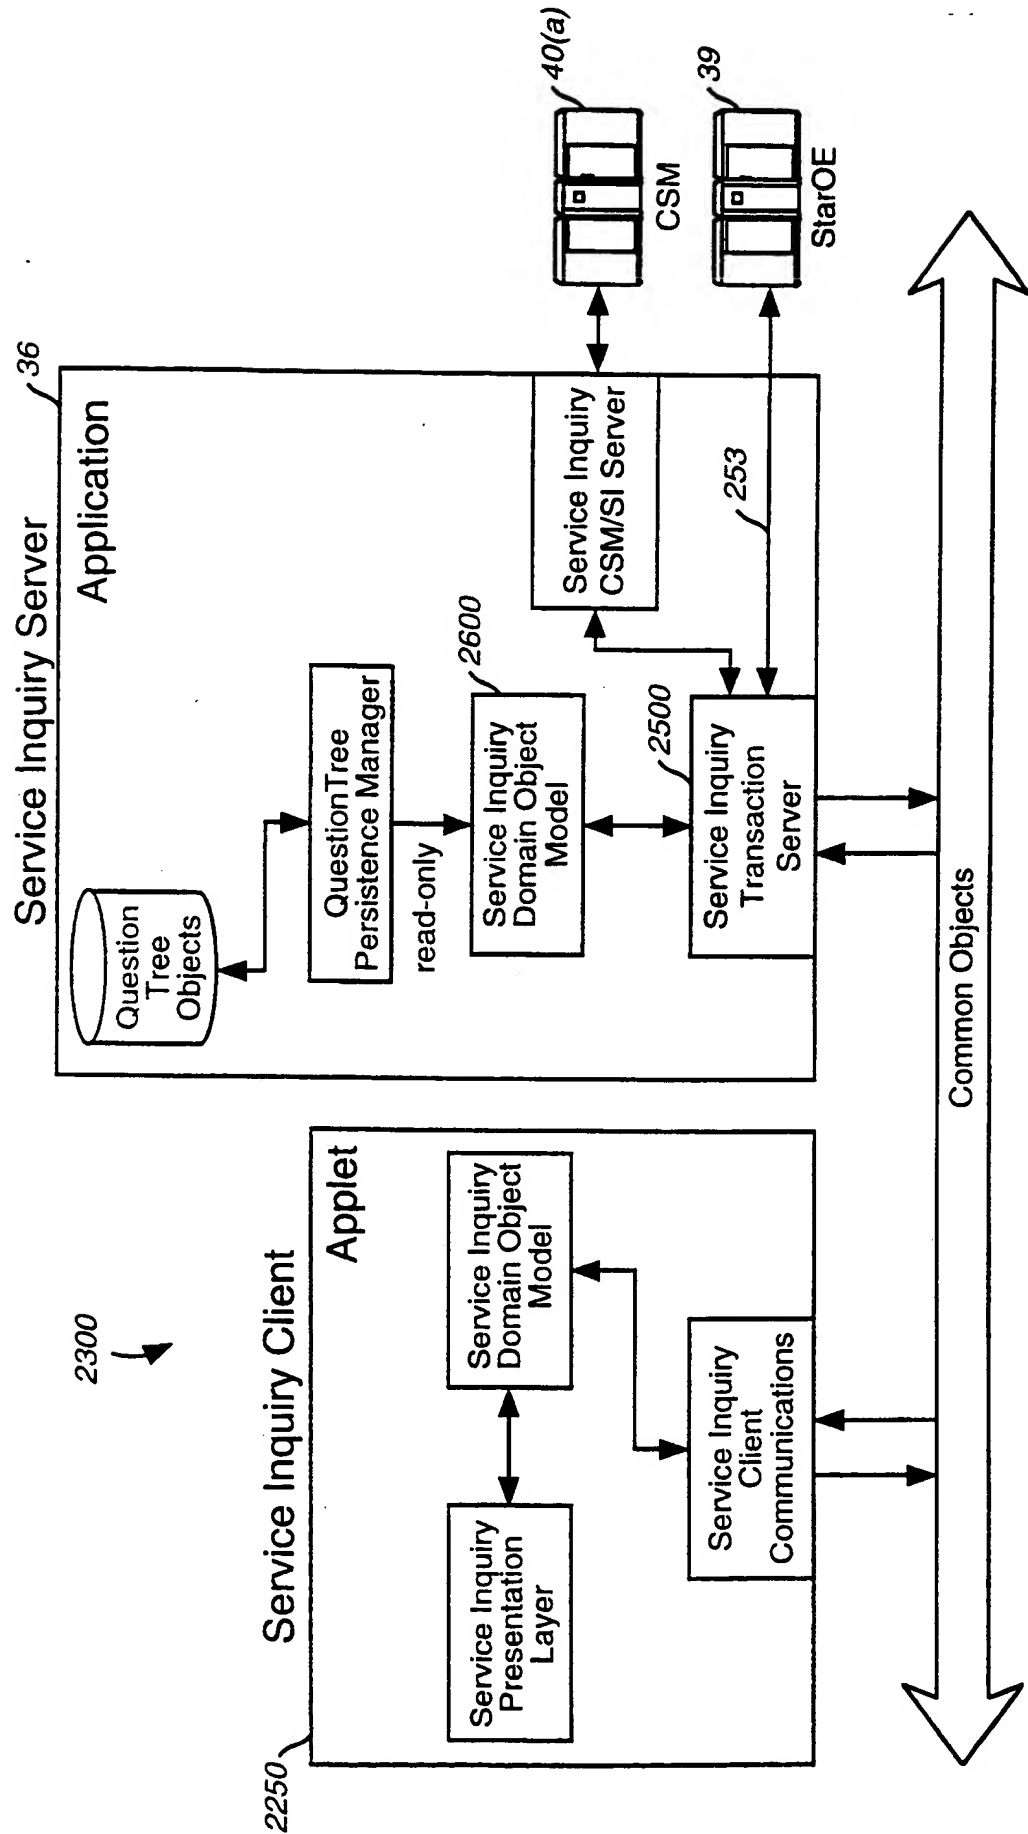 2300
Service Inquiry Client
2250
Applet
Service Inquiry
Presentation
Layer
Service Inquiry
Domain Object
Model
Service Inquiry
Client
Communications
Service Inquiry Server
36
Application
Question
Tree
Objects
QuestionTree
Persistence Manager
read-only
2600
Service Inquiry
Domain Object
Model
2500
Service Inquiry
Transaction
Server
Service Inquiry
CSM/SI Server
253
40(a)
CSM
39
StarOE
Common Objects